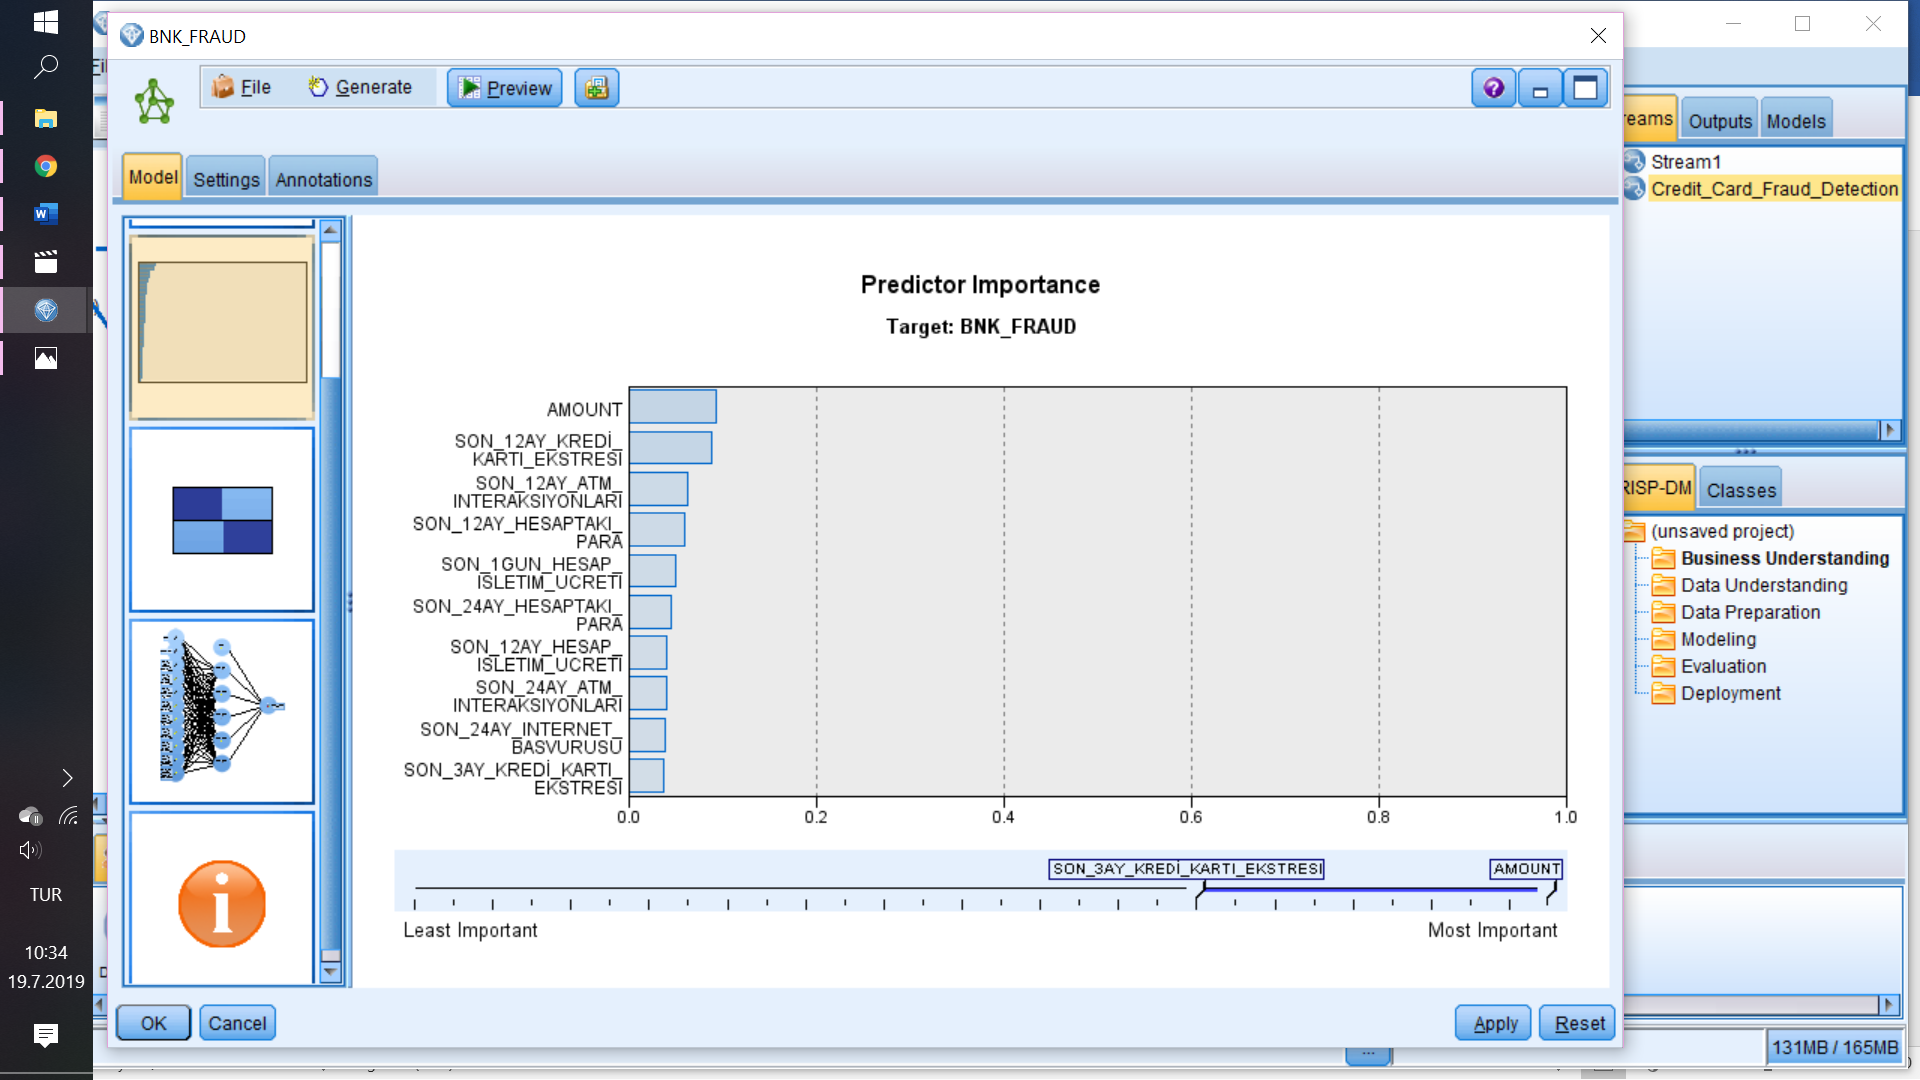 BNK_FRAUD
File
Generate
Preview
Model
Settings
Annotations
Predictor Importance
Target: BNK_FRAUD
AMOUNT
SON_12AY_KREDİ_
KARTI_EKSTRESI
SON_12AY_ATM_
INTERAKSIYONLARI
SON_12AY_HESAPTAKI_
PARA
SON_1GUN_HESAP_
ISLETIM_UCRETI
SON_24AY_HESAPTAKI_
PARA
SON_12AY_HESAP_
ISLETIM_UCRETI
SON_24AY_ATM_
INTERAKSIYONLARI
SON_24AY_INTERNET_
BASVURUSU
SON_3AY_KREDİ_KARTI_
EKSTRESI
0.0
0.2
0.4
0.6
0.8
1.0
SON_3AY_KREDİ_KARTI_EKSTRESI
AMOUNT
Least Important
Most Important
OK
Cancel
Apply
Reset
reams
Outputs
Models
Stream1
Credit_Card_Fraud_Detection
RISP-DM
Classes
(unsaved project)
Business Understanding
Data Understanding
Data Preparation
Modeling
Evaluation
Deployment
...
131MB / 165MB
TUR
10:34
19.7.2019